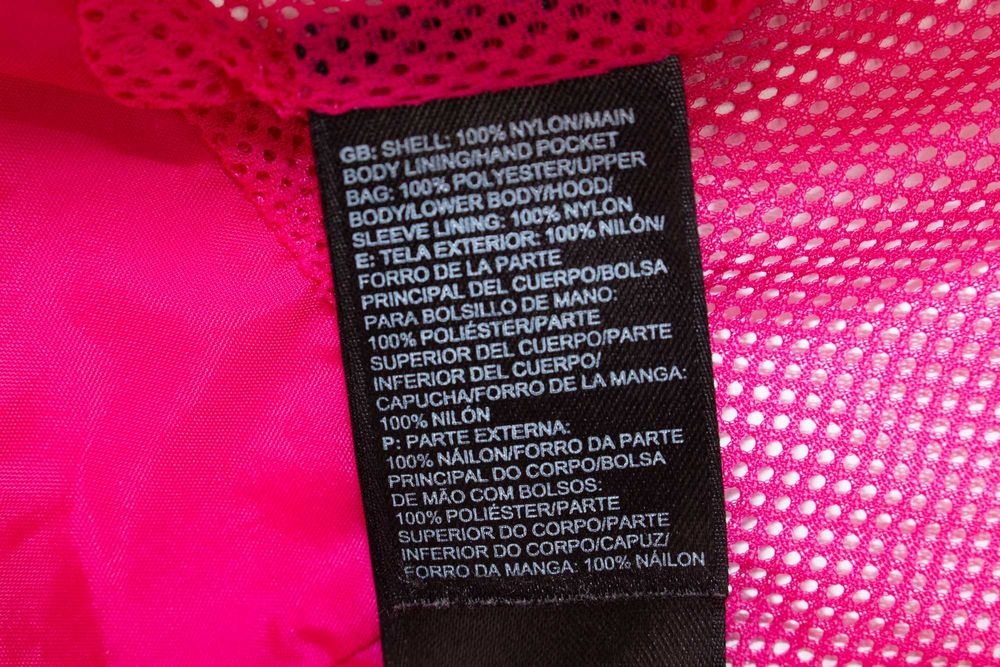 GB: SHELL: 100% NYLON/MAIN
BODY LINING/HAND POCKET
BAG: 100% POLYESTER/UPPER
BODY/LOWER BODY/HOOD/
SLEEVE LINING: 100% NYLON
E: TELA EXTERIOR: 100% NILÓN/
FORRO DE LA PARTE
PRINCIPAL DEL CUERPO/BOLSA
PARA BOLSILLO DE MANO:
100% POLIÉSTER/PARTE
SUPERIOR DEL CUERPO/PARTE
INFERIOR DEL CUERPO/
CAPUCHA/FORRO DE LA MANGA:
100% NILÓN
P: PARTE EXTERNA:
100% NÁILON/FORRO DA PARTE
PRINCIPAL DO CORPO/BOLSA
DE MÃO COM BOLSOS:
100% POLIÉSTER/PARTE
SUPERIOR DO CORPO/PARTE
INFERIOR DO CORPO/CAPUZ/
FORRO DA MANGA: 100% NÁILON